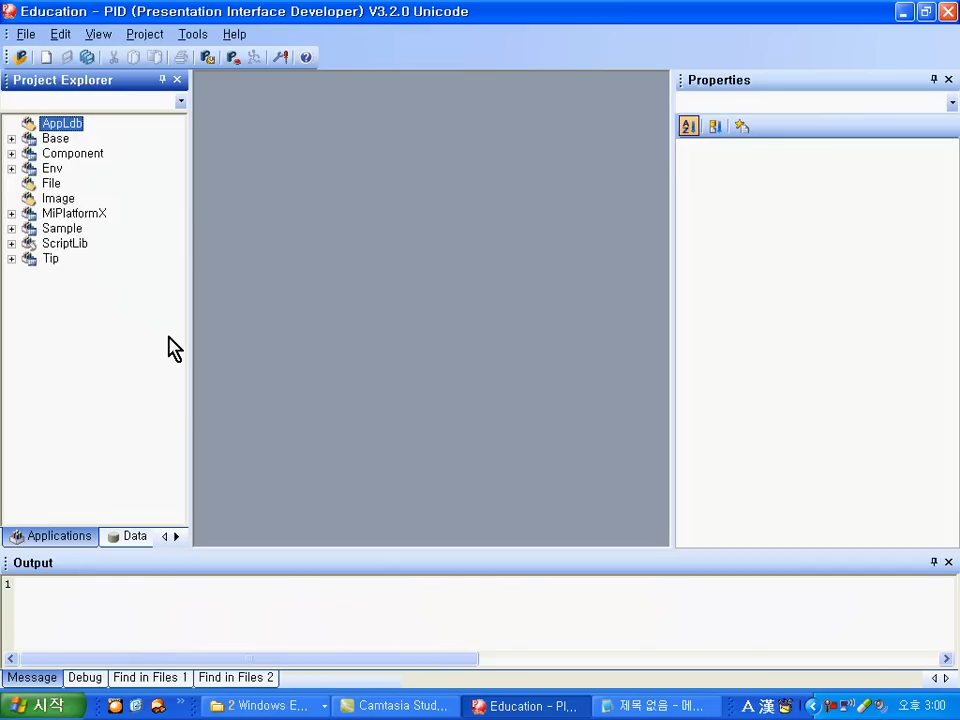 Education - PID (Presentation Interface Developer) V3.2.0 Unicode
File Edit View Project Tools Help
Project Explorer
Properties
AppLdb
Base
Component
Env
File
Image
MiPlatformX
Sample
ScriptLib
Tip
Applications Data
Output
1
Message Debug Find in Files 1 Find in Files 2
시작 2 Windows E... Camtasia Stud... Education - PI... 제목 없음 - 메... A 漢 오후 3:00